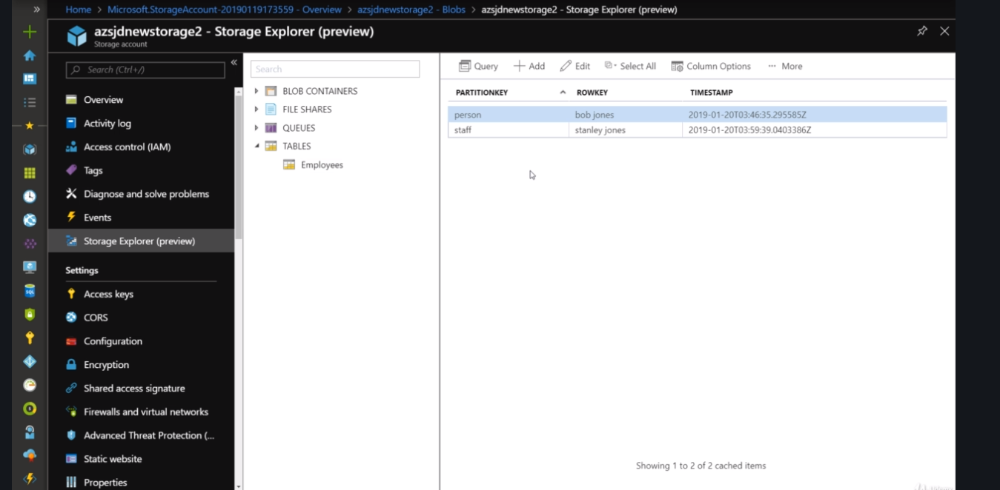 Home > Microsoft.StorageAccount-20190119173559 - Overview > azsjdnewstorage2 - Blobs > azsjdnewstorage2 - Storage Explorer (preview)
azsjdnewstorage2 - Storage Explorer (preview)
Storage account
Search (Ctrl+/)
Overview
Activity log
Access control (IAM)
Tags
Diagnose and solve problems
Events
Storage Explorer (preview)
Settings
Access keys
CORS
Configuration
Encryption
Shared access signature
Firewalls and virtual networks
Advanced Threat Protection (...
Static website
Properties
Search
BLOB CONTAINERS
FILE SHARES
QUEUES
TABLES
Employees
Query Add Edit Select All Column Options ... More
PARTITIONKEY ROWKEY TIMESTAMP
person bob jones 2019-01-20T03:46:35.295585Z
staff stanley jones 2019-01-20T03:59:39.0403386Z
Showing 1 to 2 of 2 cached items